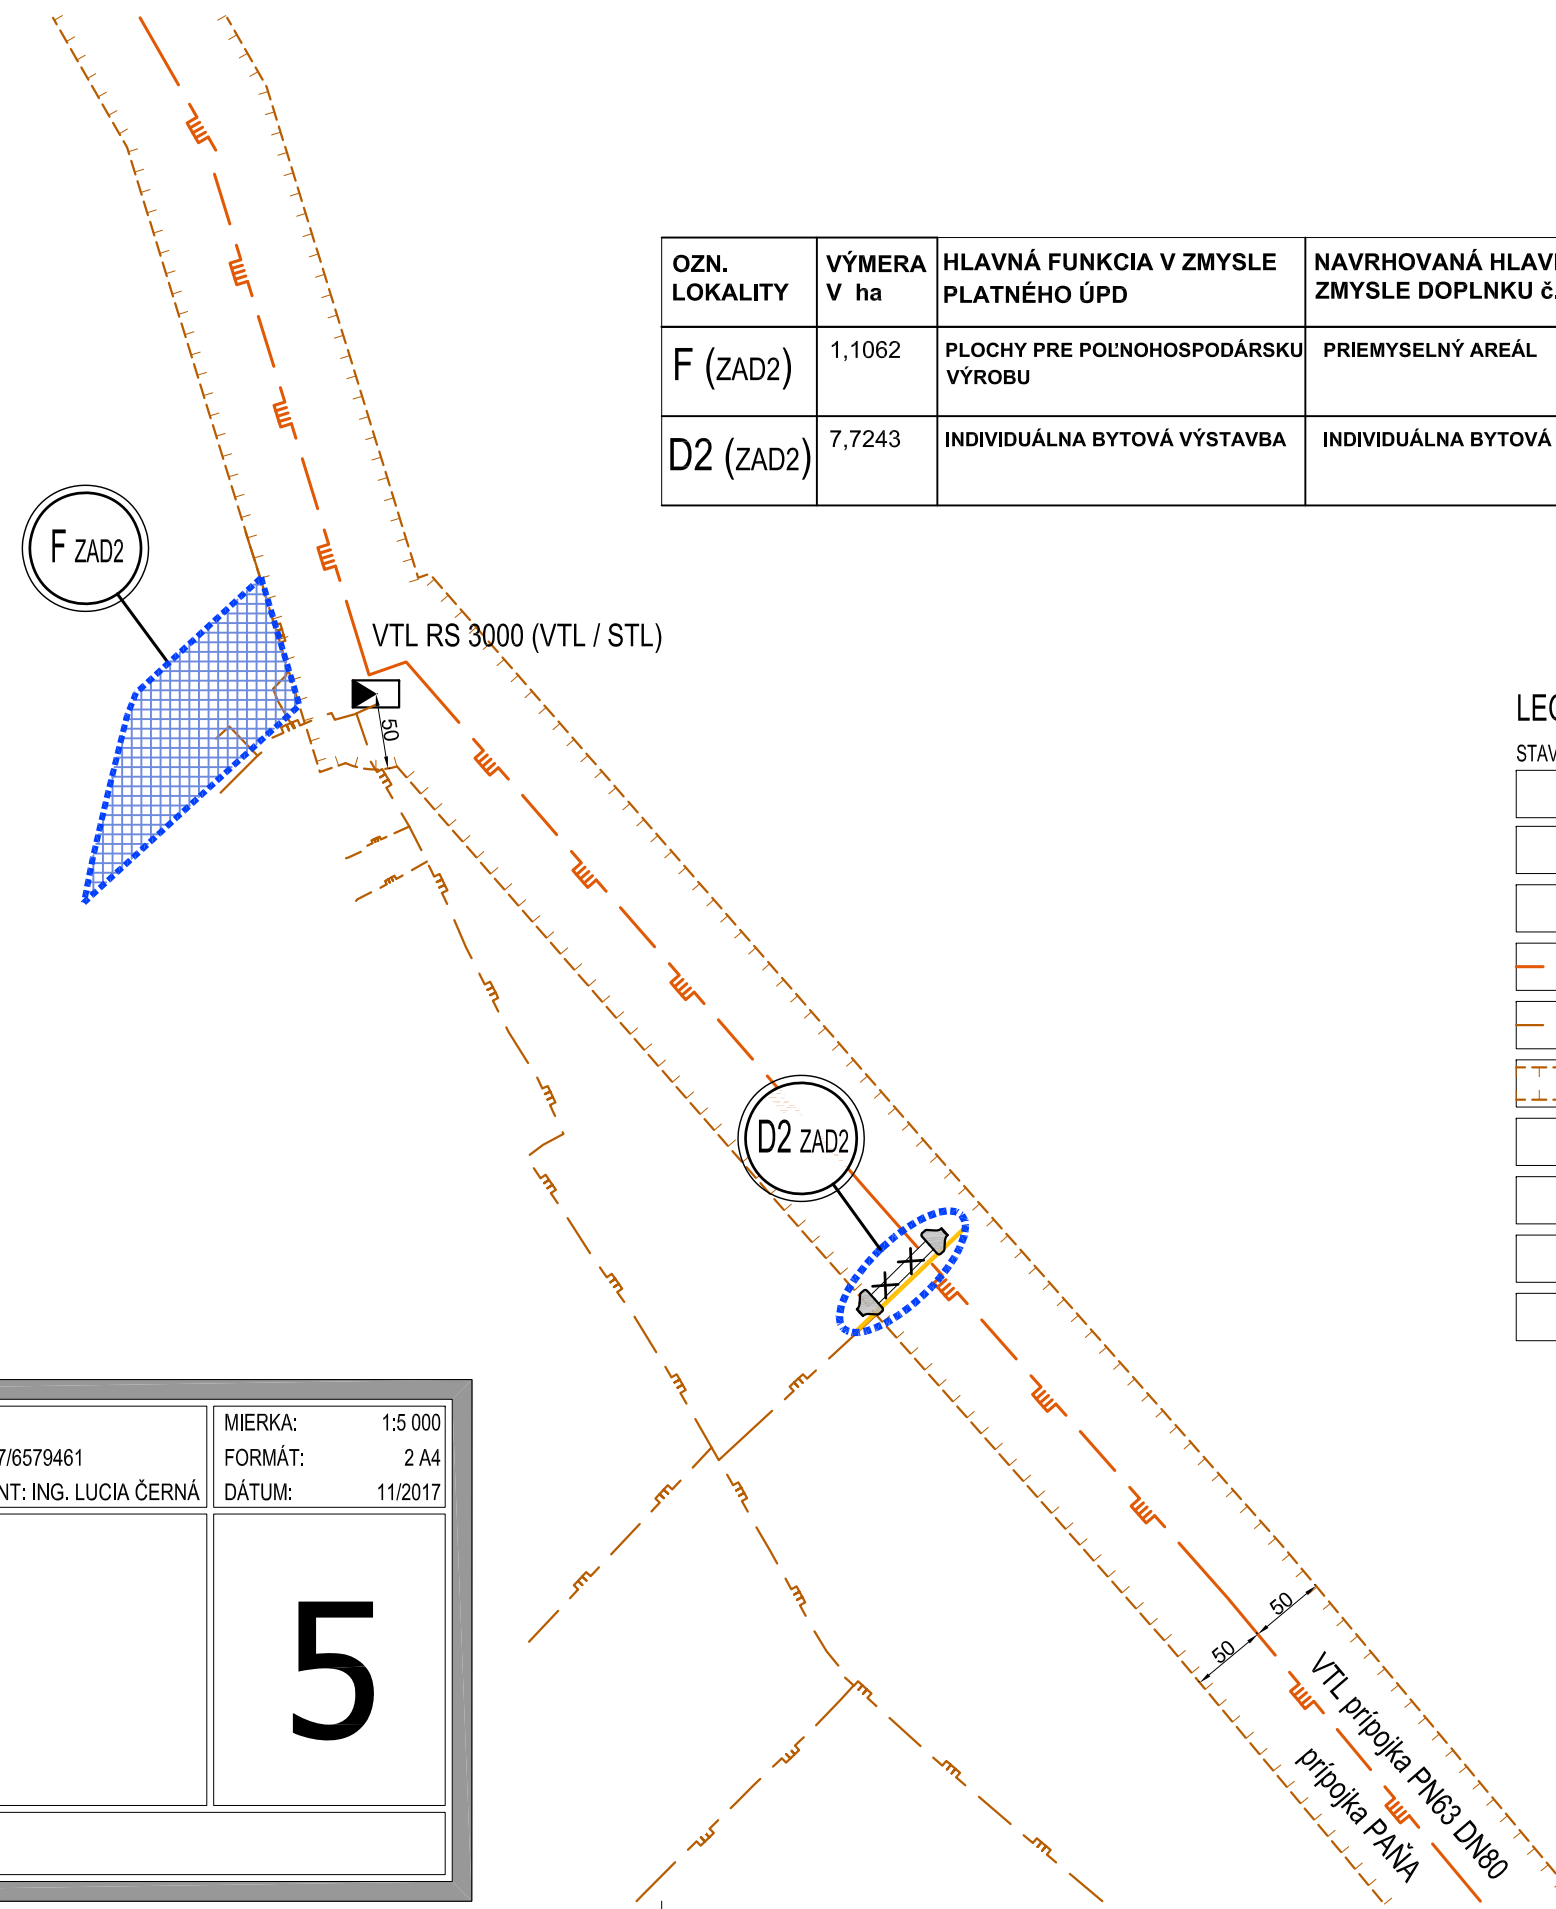 OZN.
LOKALITY
VÝMERA
V ha
HLAVNÁ FUNKCIA V ZMYSLE
PLATNÉHO ÚPD
ZMYSLE DOPLNKU č.
F (ZAD2)
1,1062
PLOCHY PRE POĽNOHOSPODÁRSKU
VÝROBU
PRIEMYSELNÝ AREÁL
D2 (ZAD2)
7,7243
INDIVIDUÁLNA BYTOVÁ VÝSTAVBA
INDIVIDUÁLNA BYTOVÁ
F ZAD2
VTL RS 3000 (VTL / STL)
50
D2 ZAD2
50
50
VTL prípojka PN63 DN80
prípojka PAŇA
MIERKA: 1:5 000
7/6579461
FORMÁT: 2 A4
NT: ING. LUCIA ČERNÁ
DÁTUM: 11/2017
5